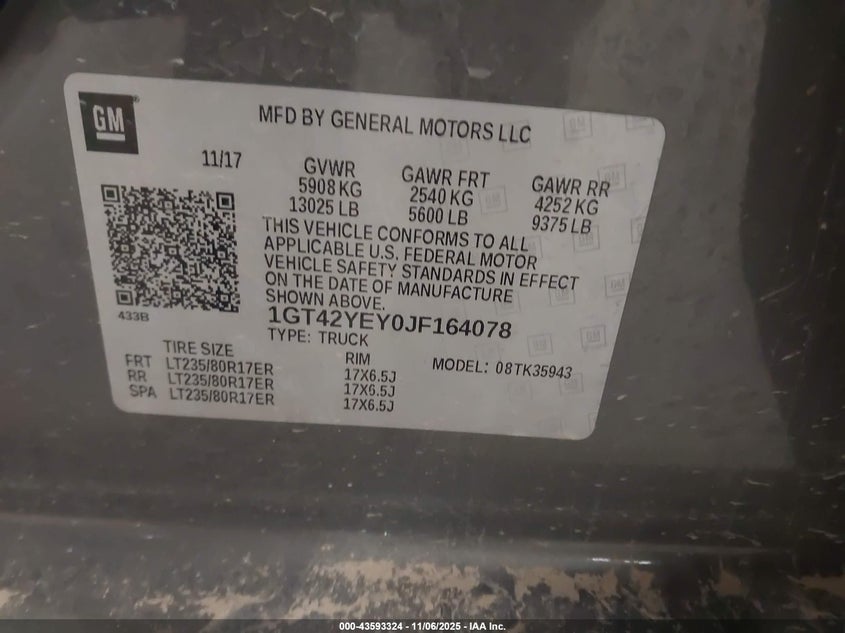 GM
MFD BY GENERAL MOTORS LLC
11/17
GVWR
5908 KG
13025 LB
GAWR FRT
2540 KG
5600 LB
GAWR RR
4252 KG
9375 LB
THIS VEHICLE CONFORMS TO ALL
APPLICABLE U.S. FEDERAL MOTOR
VEHICLE SAFETY STANDARDS IN EFFECT
ON THE DATE OF MANUFACTURE
SHOWN ABOVE.
433B
1GT42YEY0JF164078
TYPE: TRUCK
MODEL: 08TK35943
TIRE SIZE RIM
FRT LT235/80R17ER 17X6.5J
RR LT235/80R17ER 17X6.5J
SPA LT235/80R17ER 17X6.5J
000-43593324 - 11/06/2025 - IAA Inc.